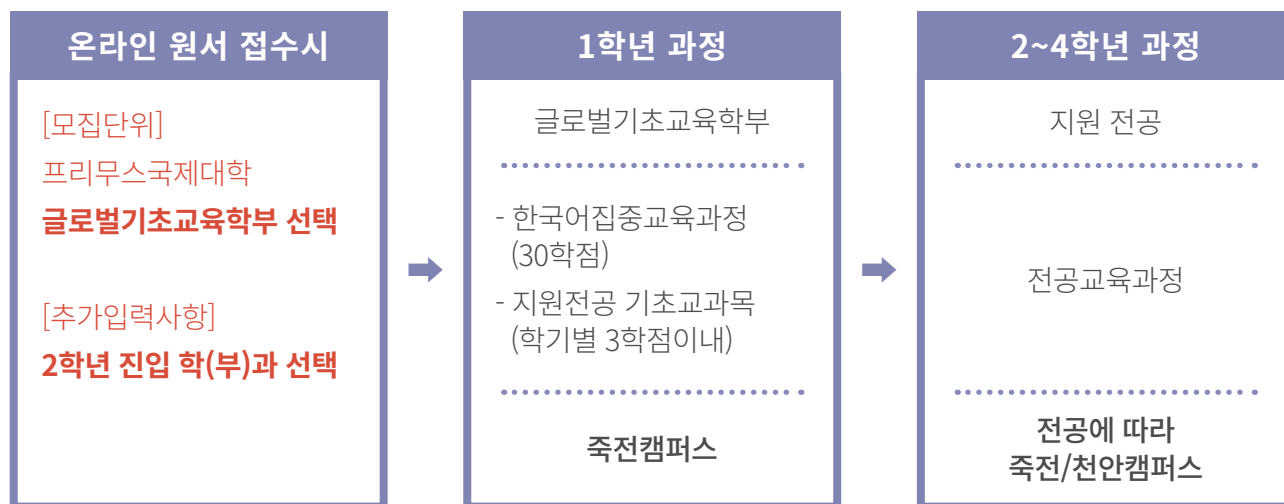 온라인 원서 접수시
[모집단위]
프리무스국제대학
글로벌기초교육학부 선택
[추가입력사항]
2학년 진입 학(부)과 선택
1학년 과정
글로벌기초교육학부
- 한국어집중교육과정
(30학점)
- 지원전공 기초교과목
(학기별 3학점이내)
죽전캠퍼스
2~4학년 과정
지원 전공
전공교육과정
전공에 따라
죽전/천안캠퍼스